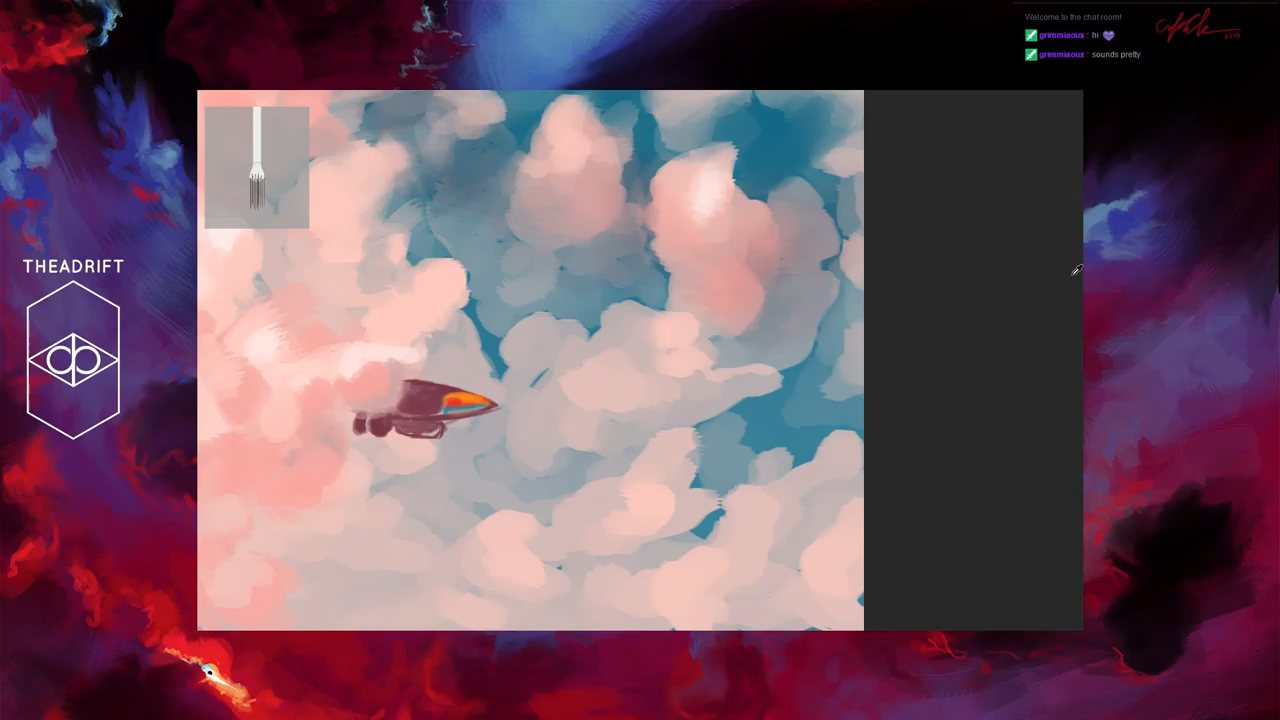 Welcome to the chat room!
grimmiaoux : hi
grimmiaoux : sounds pretty
THEADRIFT